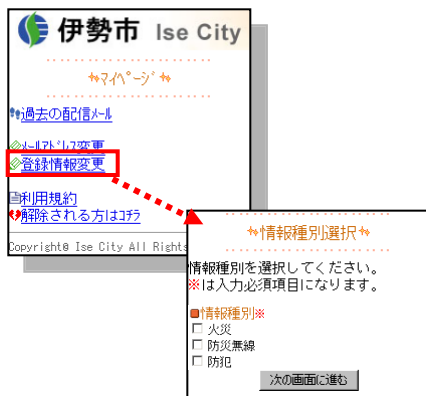 伊勢市 Ise City
ﾏｲﾍﾟｰｼﾞ
過去の配信ﾒｰﾙ
ﾒｰﾙｱﾄﾞﾚｽ変更
登録情報変更
利用規約
解除される方はｺﾁﾗ
Copyright© Ise City All Rights
情報種別選択
情報種別を選択してください。
※は入力必須項目になります。
■情報種別※
□ 火災
□ 防災無線
□ 防犯
次の画面に進む